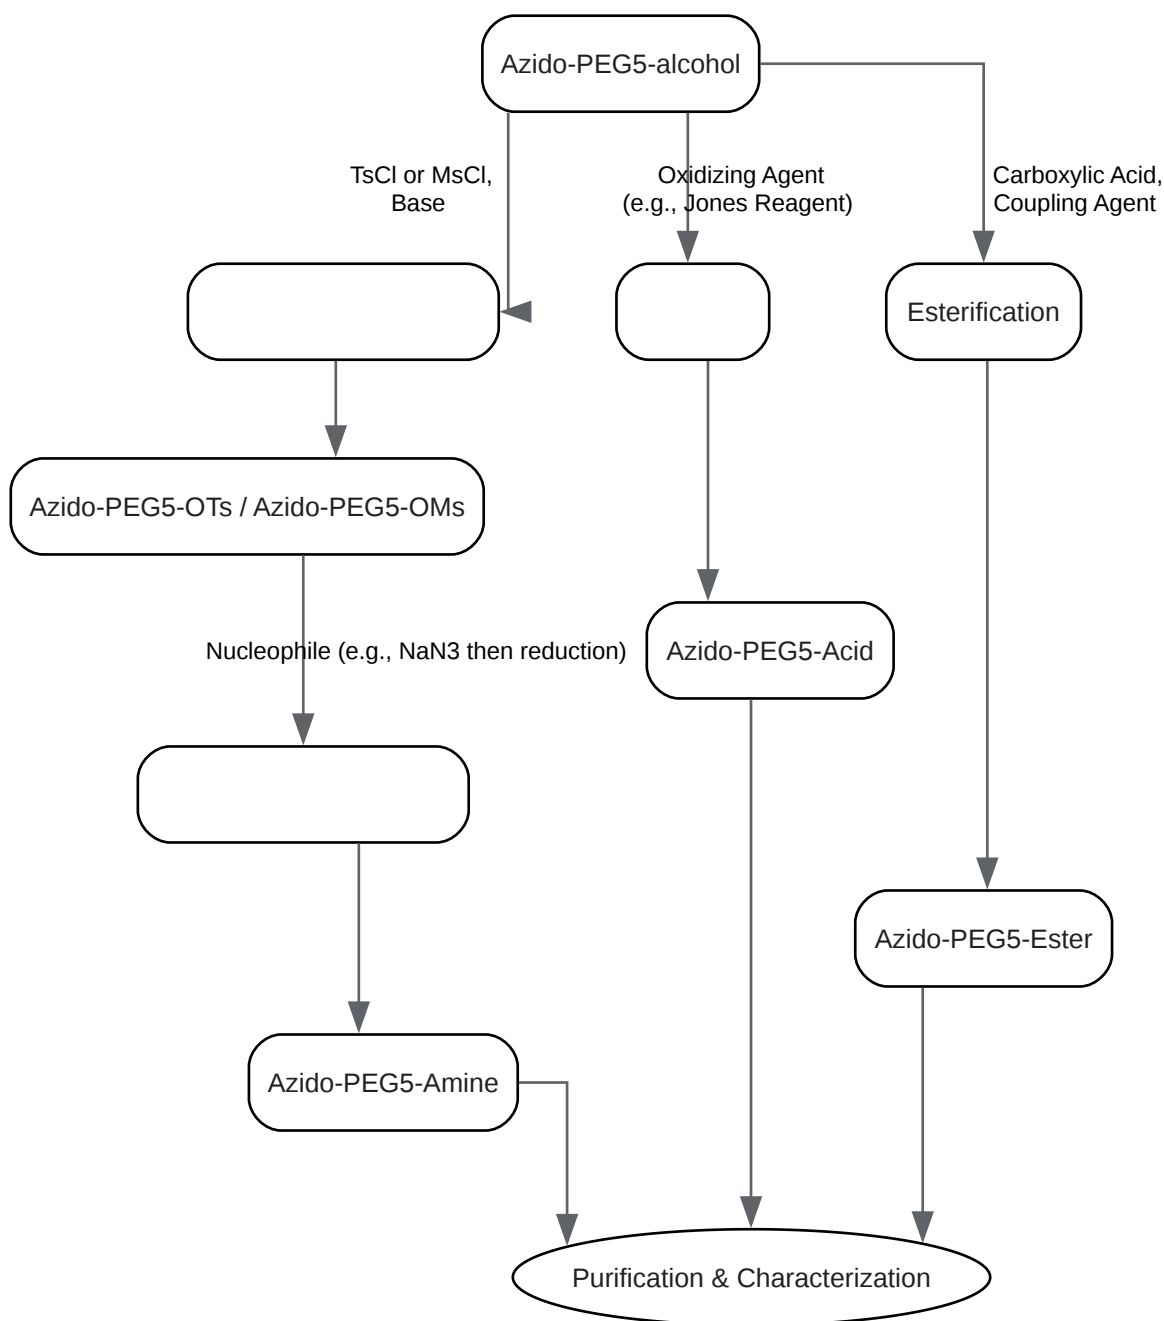 Azido-PEG5-alcohol
TsCl or MsCl,
Base
Oxidizing Agent
(e.g., Jones Reagent)
Carboxylic Acid,
Coupling Agent
Esterification
Azido-PEG5-OTs / Azido-PEG5-OMs
Nucleophile (e.g., NaN3 then reduction)
Azido-PEG5-Acid
Azido-PEG5-Ester
Azido-PEG5-Amine
Purification & Characterization